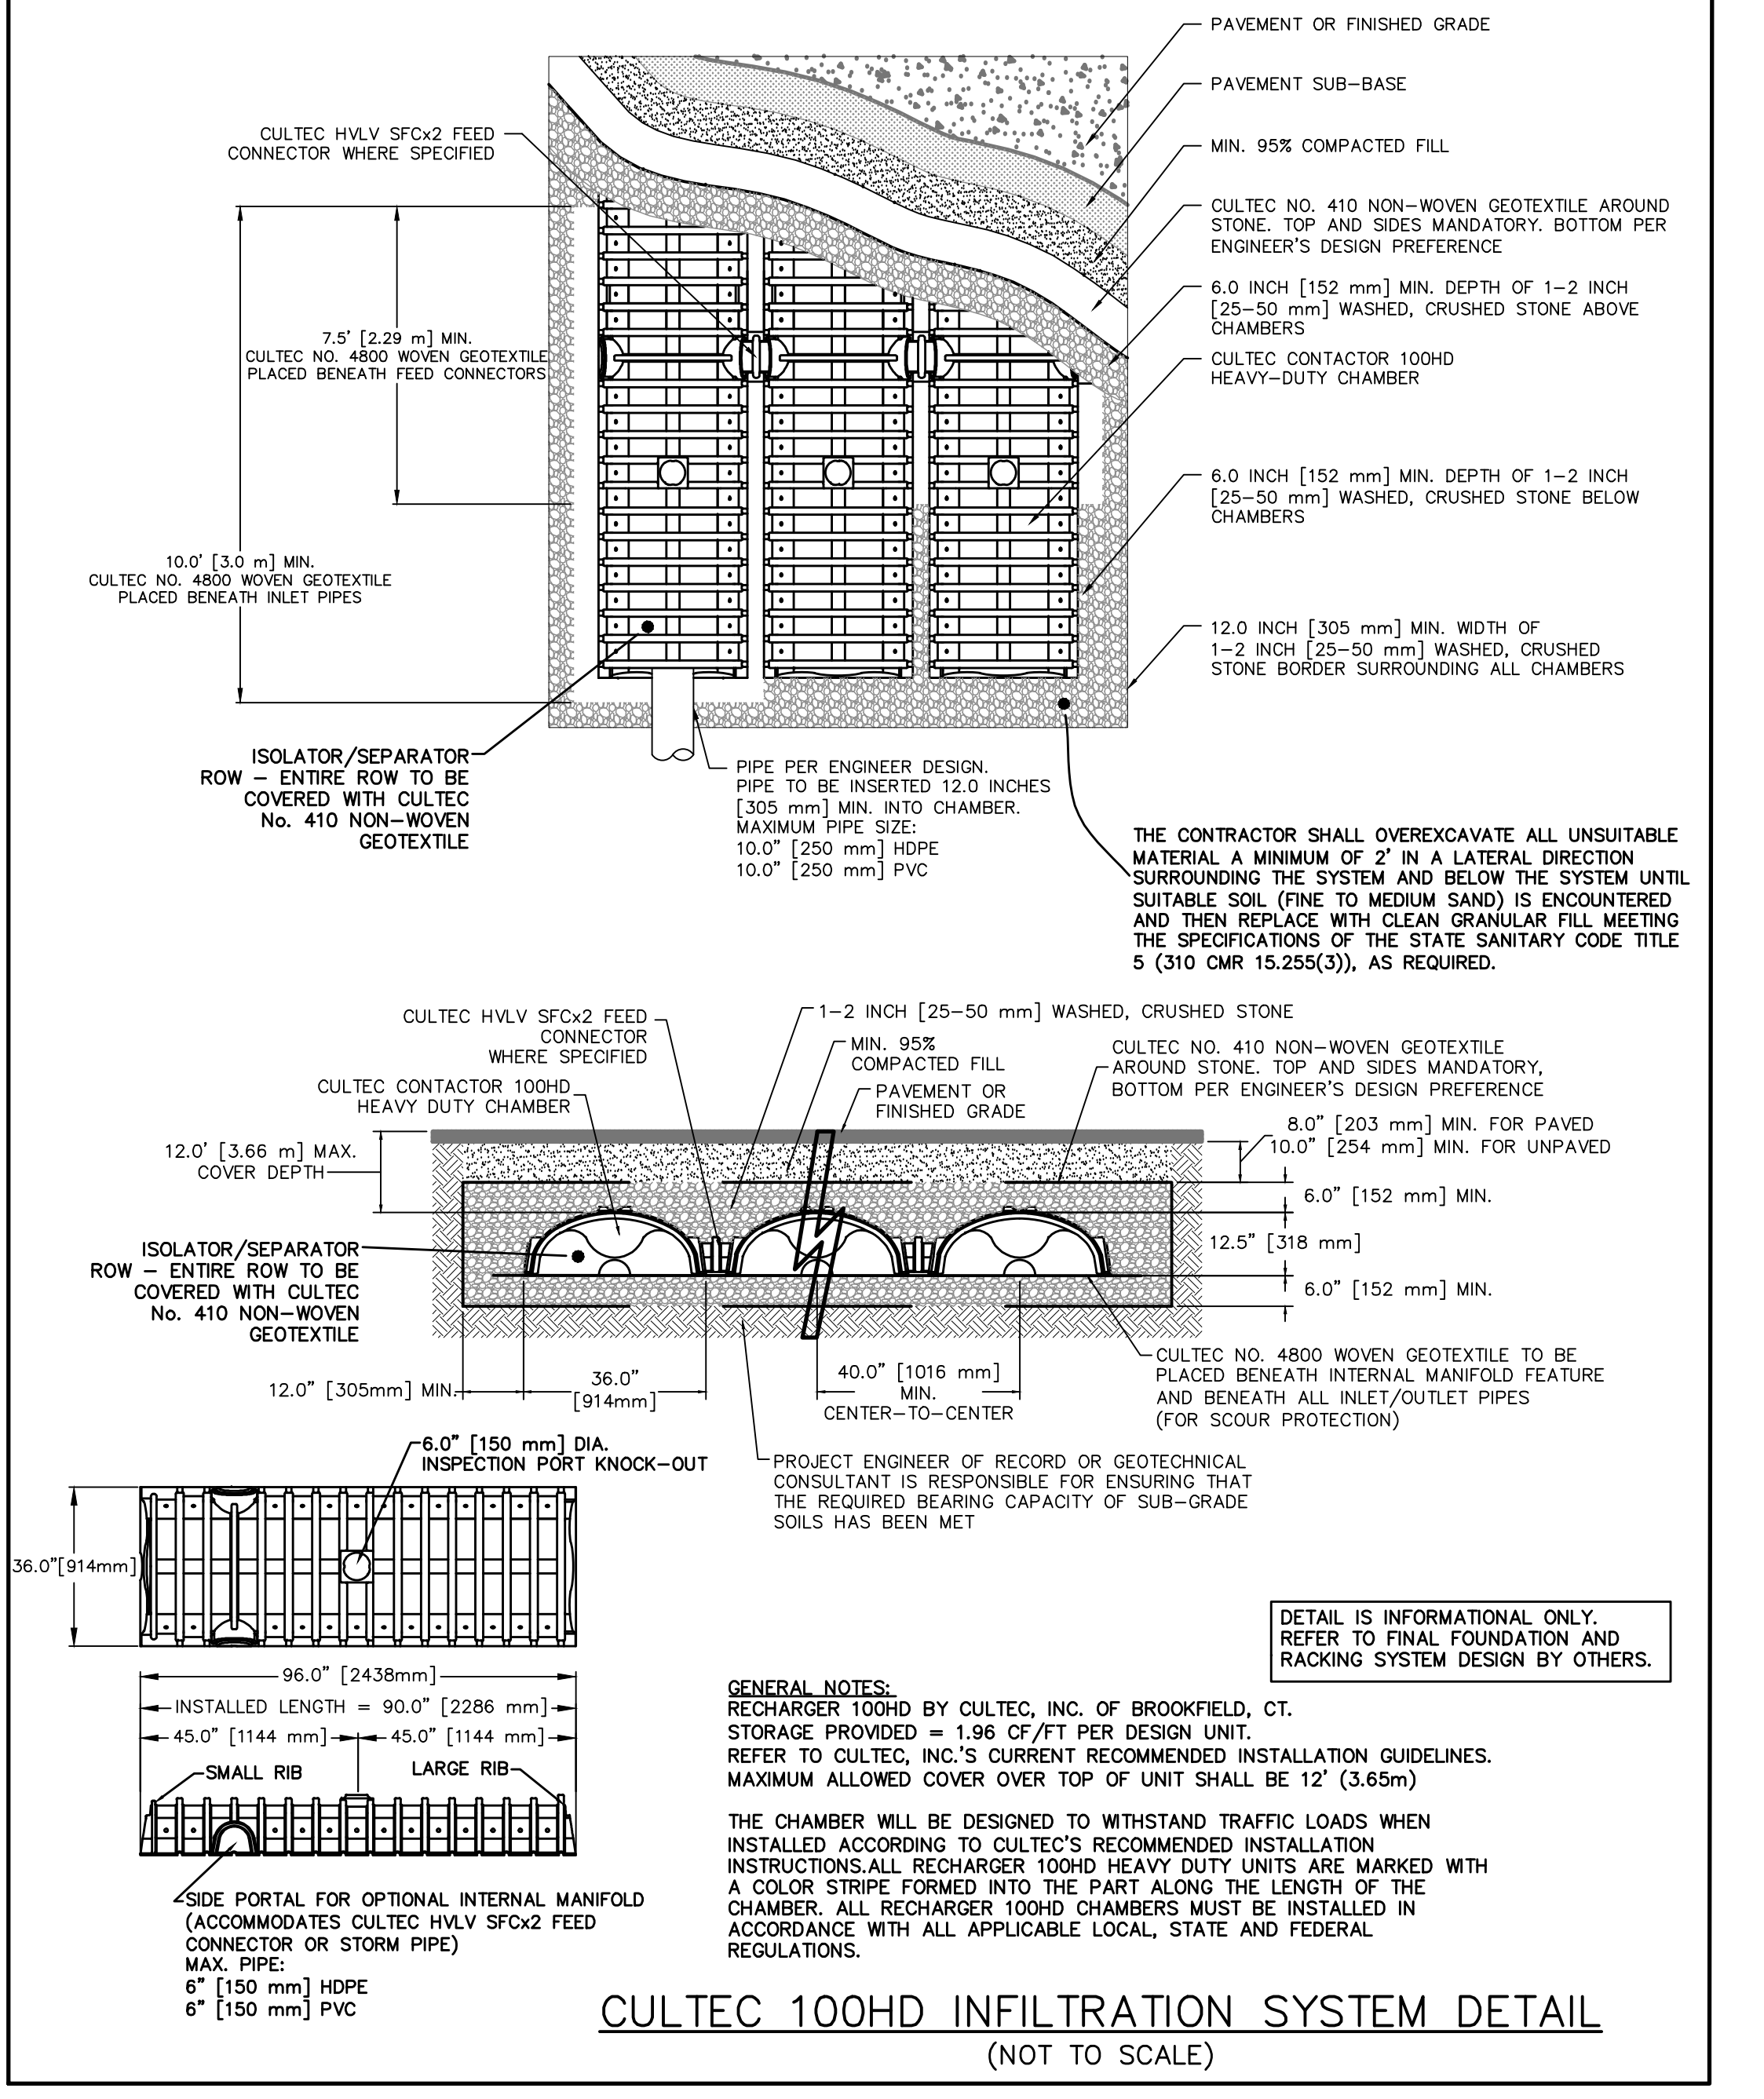 PAVEMENT OR FINISHED GRADE
PAVEMENT SUB-BASE
MIN. 95% COMPACTED FILL
CULTEC NO. 410 NON-WOVEN GEOTEXTILE AROUND
STONE. TOP AND SIDES MANDATORY. BOTTOM PER
ENGINEER'S DESIGN PREFERENCE
6.0 INCH [152 mm] MIN. DEPTH OF 1-2 INCH
[25-50 mm] WASHED, CRUSHED STONE ABOVE
CHAMBERS
CULTEC CONTACTOR 100HD
HEAVY-DUTY CHAMBER
6.0 INCH [152 mm] MIN. DEPTH OF 1-2 INCH
[25-50 mm] WASHED, CRUSHED STONE BELOW
CHAMBERS
12.0 INCH [305 mm] MIN. WIDTH OF
1-2 INCH [25-50 mm] WASHED, CRUSHED
STONE BORDER SURROUNDING ALL CHAMBERS
CULTEC HVLV SFCx2 FEED
CONNECTOR WHERE SPECIFIED
7.5' [2.29 m] MIN.
CULTEC NO. 4800 WOVEN GEOTEXTILE
PLACED BENEATH FEED CONNECTORS
10.0' [3.0 m] MIN.
CULTEC NO. 4800 WOVEN GEOTEXTILE
PLACED BENEATH INLET PIPES
ISOLATOR/SEPARATOR
ROW - ENTIRE ROW TO BE
COVERED WITH CULTEC
No. 410 NON-WOVEN
GEOTEXTILE
PIPE PER ENGINEER DESIGN.
PIPE TO BE INSERTED 12.0 INCHES
[305 mm] MIN. INTO CHAMBER.
MAXIMUM PIPE SIZE:
10.0" [250 mm] HDPE
10.0" [250 mm] PVC
THE CONTRACTOR SHALL OVEREXCAVATE ALL UNSUITABLE
MATERIAL A MINIMUM OF 2' IN A LATERAL DIRECTION
SURROUNDING THE SYSTEM AND BELOW THE SYSTEM UNTIL
SUITABLE SOIL (FINE TO MEDIUM SAND) IS ENCOUNTERED
AND THEN REPLACE WITH CLEAN GRANULAR FILL MEETING
THE SPECIFICATIONS OF THE STATE SANITARY CODE TITLE
5 (310 CMR 15.255(3)), AS REQUIRED.
CULTEC HVLV SFCx2 FEED
CONNECTOR
WHERE SPECIFIED
CULTEC CONTACTOR 100HD
HEAVY DUTY CHAMBER
1-2 INCH [25-50 mm] WASHED, CRUSHED STONE
MIN. 95%
COMPACTED FILL
PAVEMENT OR
FINISHED GRADE
CULTEC NO. 410 NON-WOVEN GEOTEXTILE
AROUND STONE. TOP AND SIDES MANDATORY,
BOTTOM PER ENGINEER'S DESIGN PREFERENCE
12.0' [3.66 m] MAX.
COVER DEPTH
8.0" [203 mm] MIN. FOR PAVED
10.0" [254 mm] MIN. FOR UNPAVED
6.0" [152 mm] MIN.
12.5" [318 mm]
6.0" [152 mm] MIN.
ISOLATOR/SEPARATOR
ROW - ENTIRE ROW TO BE
COVERED WITH CULTEC
No. 410 NON-WOVEN
GEOTEXTILE
12.0" [305mm] MIN.
36.0"
[914mm]
40.0" [1016 mm]
MIN.
CENTER-TO-CENTER
CULTEC NO. 4800 WOVEN GEOTEXTILE TO BE
PLACED BENEATH INTERNAL MANIFOLD FEATURE
AND BENEATH ALL INLET/OUTLET PIPES
(FOR SCOUR PROTECTION)
PROJECT ENGINEER OF RECORD OR GEOTECHNICAL
CONSULTANT IS RESPONSIBLE FOR ENSURING THAT
THE REQUIRED BEARING CAPACITY OF SUB-GRADE
SOILS HAS BEEN MET
6.0" [150 mm] DIA.
INSPECTION PORT KNOCK-OUT
36.0"[914mm]
96.0" [2438mm]
INSTALLED LENGTH = 90.0" [2286 mm]
45.0" [1144 mm]
45.0" [1144 mm]
SMALL RIB
LARGE RIB
SIDE PORTAL FOR OPTIONAL INTERNAL MANIFOLD
(ACCOMMODATES CULTEC HVLV SFCx2 FEED
CONNECTOR OR STORM PIPE)
MAX. PIPE:
6" [150 mm] HDPE
6" [150 mm] PVC
DETAIL IS INFORMATIONAL ONLY.
REFER TO FINAL FOUNDATION AND
RACKING SYSTEM DESIGN BY OTHERS.
GENERAL NOTES:
RECHARGER 100HD BY CULTEC, INC. OF BROOKFIELD, CT.
STORAGE PROVIDED = 1.96 CF/FT PER DESIGN UNIT.
REFER TO CULTEC, INC.'S CURRENT RECOMMENDED INSTALLATION GUIDELINES.
MAXIMUM ALLOWED COVER OVER TOP OF UNIT SHALL BE 12' (3.65m)
THE CHAMBER WILL BE DESIGNED TO WITHSTAND TRAFFIC LOADS WHEN
INSTALLED ACCORDING TO CULTEC'S RECOMMENDED INSTALLATION
INSTRUCTIONS.ALL RECHARGER 100HD HEAVY DUTY UNITS ARE MARKED WITH
A COLOR STRIPE FORMED INTO THE PART ALONG THE LENGTH OF THE
CHAMBER. ALL RECHARGER 100HD CHAMBERS MUST BE INSTALLED IN
ACCORDANCE WITH ALL APPLICABLE LOCAL, STATE AND FEDERAL
REGULATIONS.
CULTEC 100HD INFILTRATION SYSTEM DETAIL
(NOT TO SCALE)